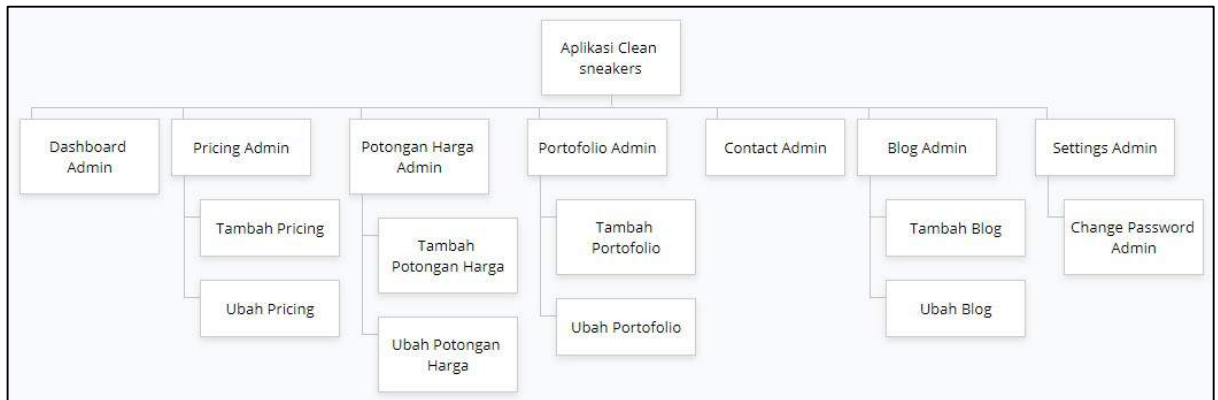 Aplikasi Clean
sneakers
Dashboard
Admin
Pricing Admin
Potongan Harga
Admin
Portofolio Admin
Contact Admin
Blog Admin
Settings Admin
Tambah Pricing
Ubah Pricing
Tambah
Potongan Harga
Ubah Potongan
Harga
Tambah
Portofolio
Ubah Portofolio
Tambah Blog
Ubah Blog
Change Password
Admin